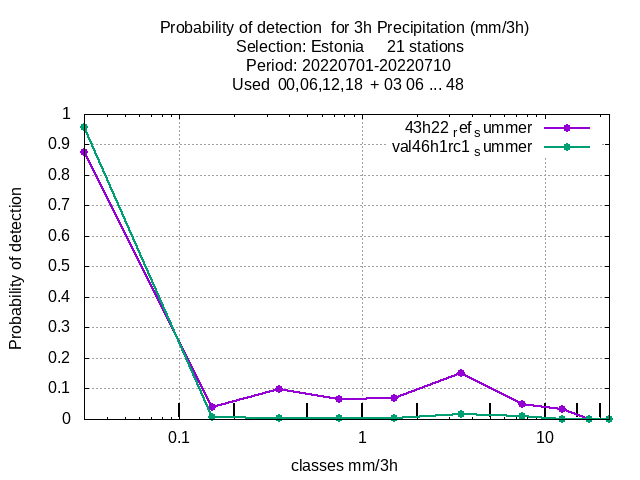 Probability of detection  for 3h Precipitation (mm/3h)
Selection: Estonia     21 stations
Period: 20220701-20220710
Used  00,06,12,18  + 03 06 ... 48
43h22 ref summer
val46h1rc1 summer
Probability of detection
1
0.9
0.8
0.7
0.6
0.5
0.4
0.3
0.2
0.1
0
0.1 1 10
classes mm/3h